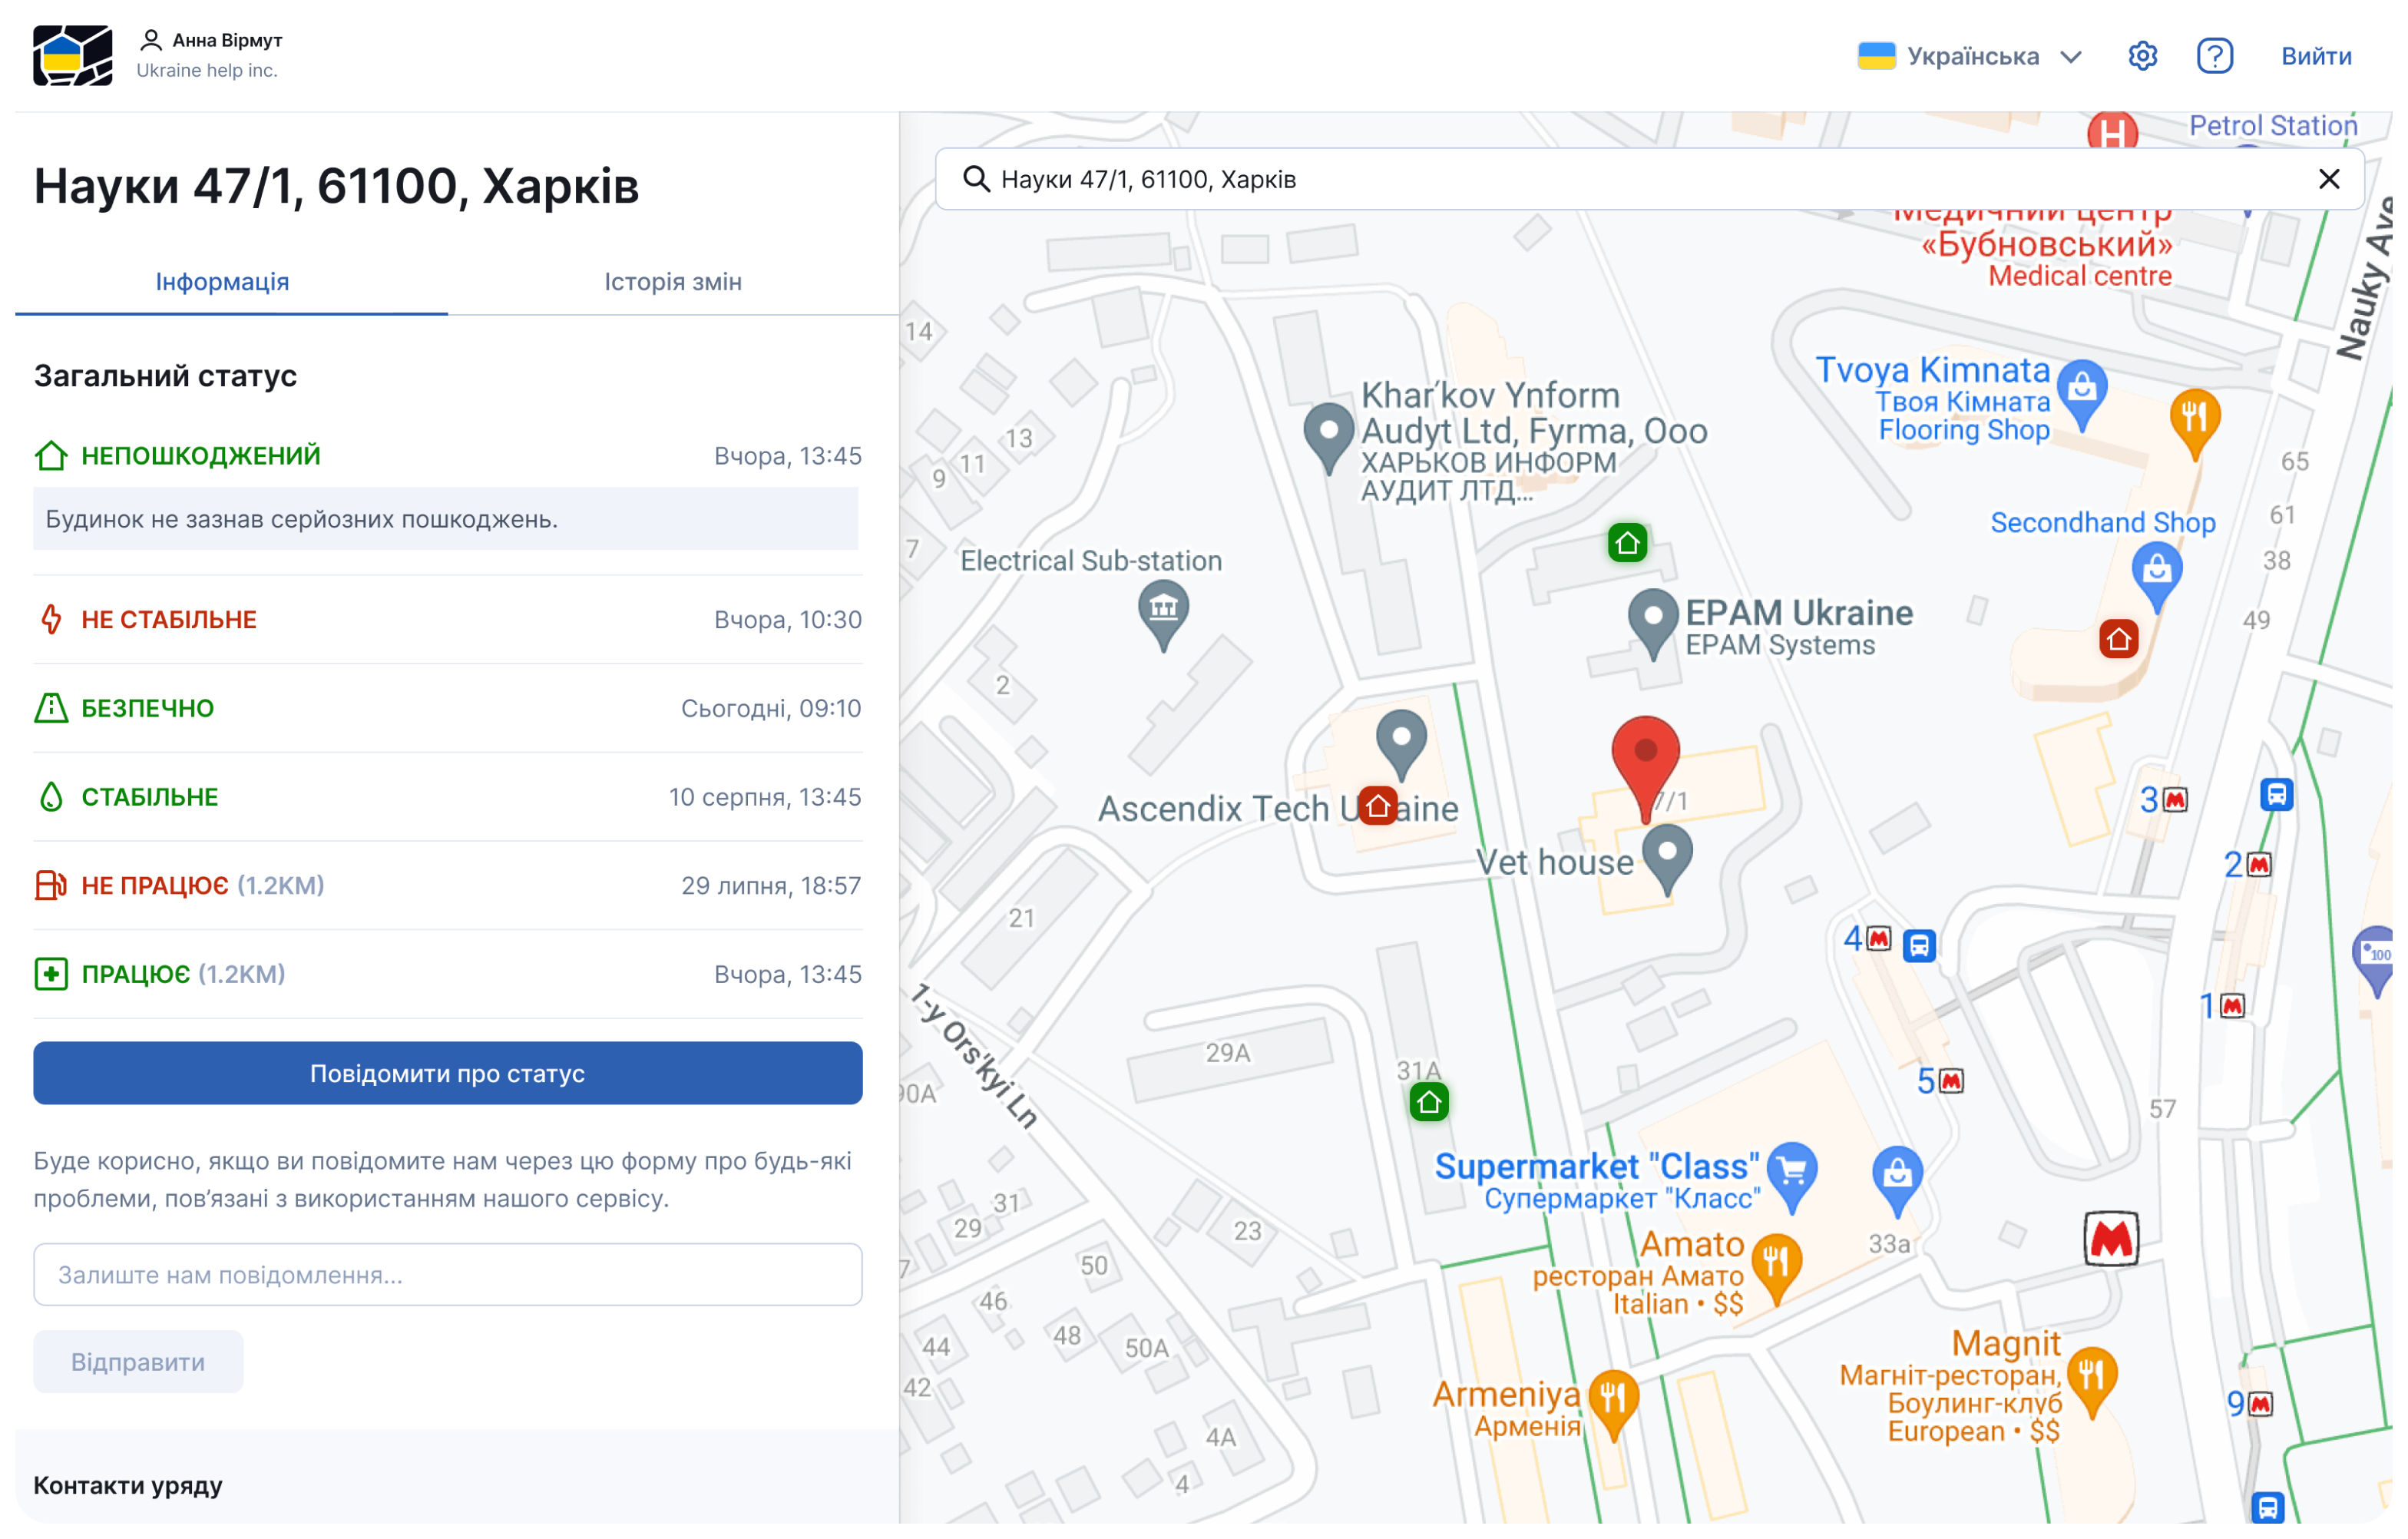 Анна Вірмут
Ukraine help inc.
Українська
Вийти
Науки 47/1, 61100, Харків
Інформація
Історія змін
Загальний статус
НЕПОШКОДЖЕНИЙ
Вчора, 13:45
Будинок не зазнав серйозних пошкоджень.
НЕ СТАБІЛЬНЕ
Вчора, 10:30
БЕЗПЕЧНО
Сьогодні, 09:10
СТАБІЛЬНЕ
10 серпня, 13:45
НЕ ПРАЦЮЄ (1.2КМ)
29 липня, 18:57
ПРАЦЮЄ (1.2КМ)
Вчора, 13:45
Повідомити про статус
Буде корисно, якщо ви повідомите нам через цю форму про будь-які
проблеми, пов’язані з використанням нашого сервісу.
Залиште нам повідомлення...
Відправити
Контакти уряду
H
Petrol Station
Науки 47/1, 61100, Харків
Медичний центр
«Бубновський»
Medical centre
Nauky Ave
14
Khar’kov Ynform
Audyt Ltd, Fyrma, Ooo
ХАРЬКОВ ИНФОРМ
АУДИТ ЛТД...
Tvoya Kimnata
Твоя Кімната
Flooring Shop
13
11
9
65
7
Secondhand Shop
61
38
49
Electrical Sub-station
EPAM Ukraine
EPAM Systems
2
Ascendix Tech Ukraine
7/1
3
Vet house
2
21
4
100
1
1-y Ors'kyi Ln
29A
31A
5
90A
57
Supermarket "Class"
Супермаркет "Класс"
31
29
23
33a
Amato
ресторан Амато
Italian • $$
7
50
46
48
50A
44
42
Magnit
Магніт-ресторан,
Боулинг-клуб
European • $$
Armeniya
Арменія
9
4A
4